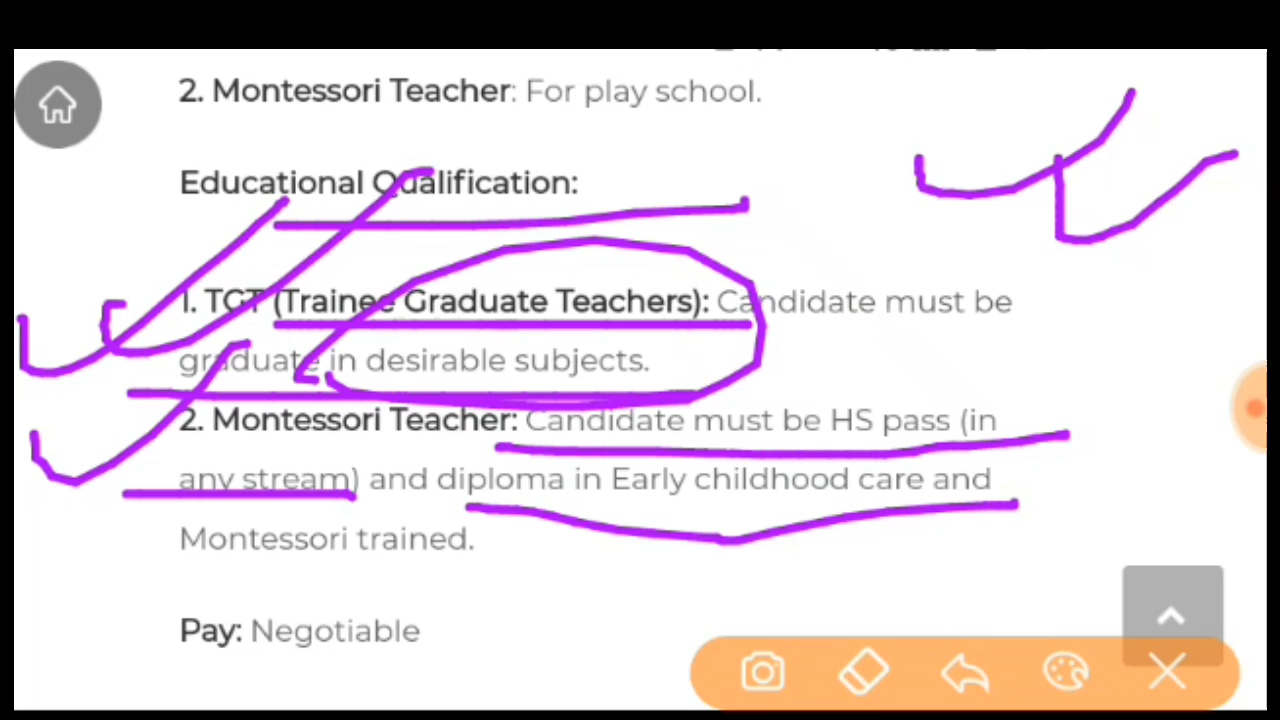 2. Montessori Teacher: For play school.
Educational Qualification:
1. TGT (Trainee Graduate Teachers): Candidate must be
graduate in desirable subjects.
2. Montessori Teacher: Candidate must be HS pass (in
any stream) and diploma in Early childhood care and
Montessori trained.
Pay: Negotiable